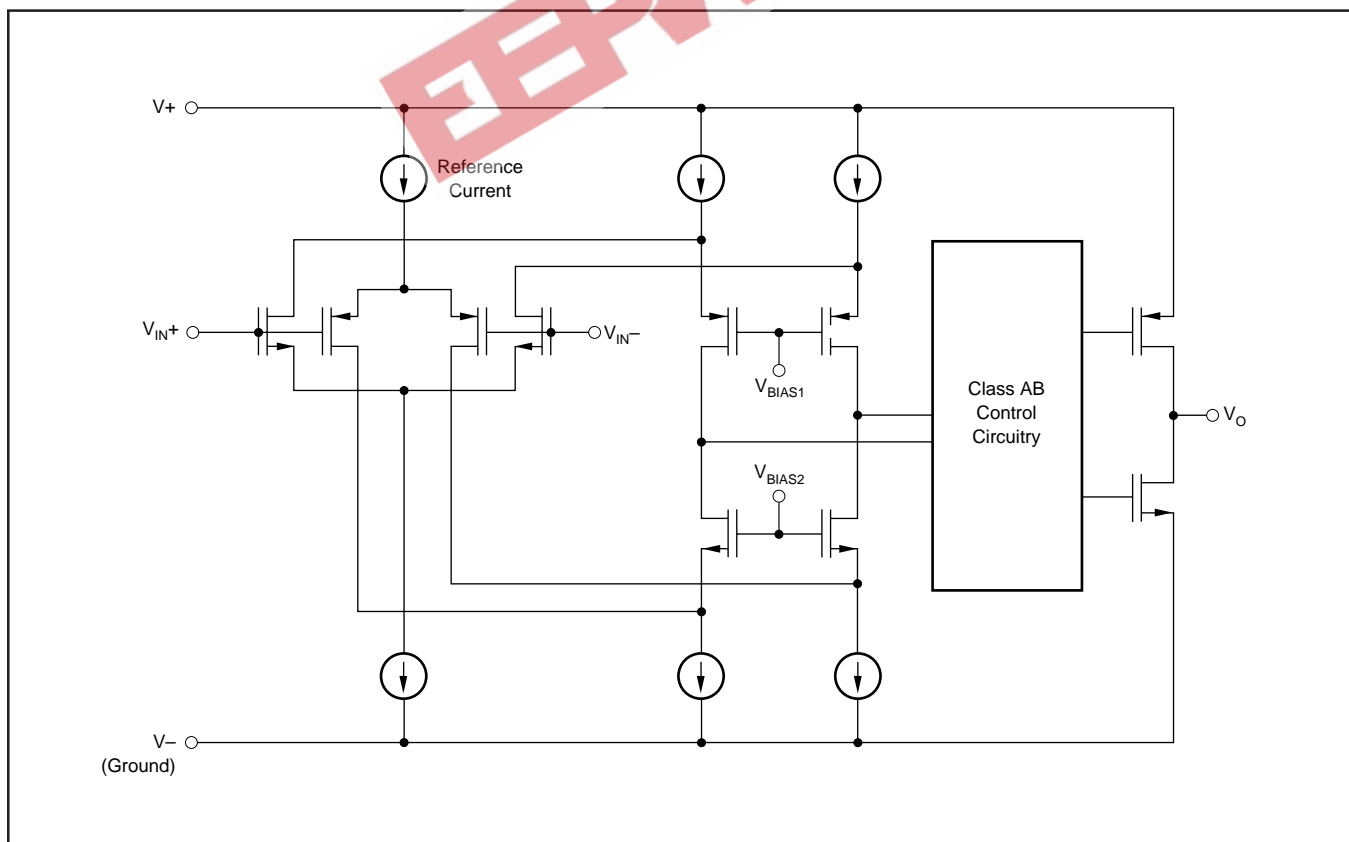 V+
Reference
Current
VIN+
VIN–
VBIAS1
VBIAS2
Class AB
Control
Circuitry
VO
V–
(Ground)